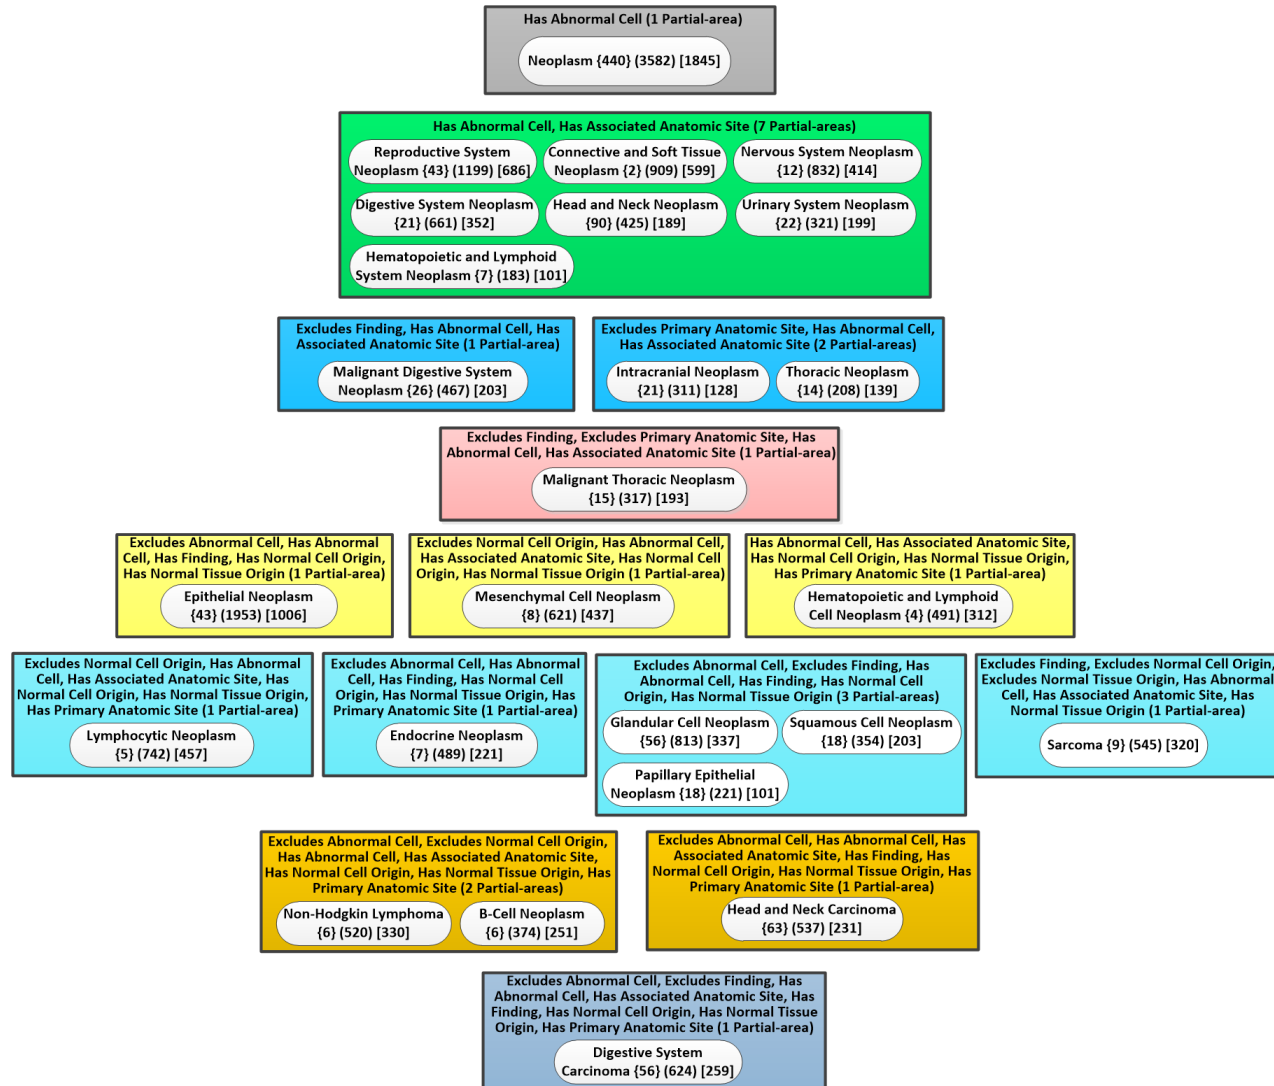 Has Abnormal Cell (1 Partial-area)
Neoplasm {440} (3582) [1845]
Has Abnormal Cell, Has Associated Anatomic Site (7 Partial-areas)
Reproductive System
Neoplasm {43} (1199) [686]
Connective and Soft Tissue
Neoplasm {2} (909) [599]
Nervous System Neoplasm
{12} (832) [414]
Digestive System Neoplasm
{21} (661) [352]
Head and Neck Neoplasm
{90} (425) [189]
Urinary System Neoplasm
{22} (321) [199]
Hematopoietic and Lymphoid
System Neoplasm {7} (183) [101]
Excludes Finding, Has Abnormal Cell, Has
Associated Anatomic Site (1 Partial-area)
Malignant Digestive System
Neoplasm {26} (467) [203]
Excludes Primary Anatomic Site, Has Abnormal Cell,
Has Associated Anatomic Site (2 Partial-areas)
Intracranial Neoplasm
{21} (311) [128]
Thoracic Neoplasm
{14} (208) [139]
Excludes Finding, Excludes Primary Anatomic Site, Has
Abnormal Cell, Has Associated Anatomic Site (1 Partial-area)
Malignant Thoracic Neoplasm
{15} (317) [193]
Excludes Abnormal Cell, Has Abnormal
Cell, Has Finding, Has Normal Cell Origin,
Has Normal Tissue Origin (1 Partial-area)
Epithelial Neoplasm
{43} (1953) [1006]
Excludes Normal Cell Origin, Has Abnormal Cell,
Has Associated Anatomic Site, Has Normal Cell
Origin, Has Normal Tissue Origin (1 Partial-area)
Mesenchymal Cell Neoplasm
{8} (621) [437]
Has Abnormal Cell, Has Associated Anatomic Site,
Has Normal Cell Origin, Has Normal Tissue Origin,
Has Primary Anatomic Site (1 Partial-area)
Hematopoietic and Lymphoid
Cell Neoplasm {4} (491) [312]
Excludes Normal Cell Origin, Has Abnormal
Cell, Has Associated Anatomic Site, Has
Normal Cell Origin, Has Normal Tissue Origin,
Has Primary Anatomic Site (1 Partial-area)
Lymphocytic Neoplasm
{5} (742) [457]
Excludes Abnormal Cell, Has Abnormal
Cell, Has Finding, Has Normal Cell
Origin, Has Normal Tissue Origin, Has
Primary Anatomic Site (1 Partial-area)
Endocrine Neoplasm
{7} (489) [221]
Excludes Abnormal Cell, Excludes Finding, Has
Abnormal Cell, Has Finding, Has Normal Cell
Origin, Has Normal Tissue Origin (3 Partial-areas)
Glandular Cell Neoplasm
{56} (813) [337]
Squamous Cell Neoplasm
{18} (354) [203]
Papillary Epithelial
Neoplasm {18} (221) [101]
Excludes Finding, Excludes Normal Cell Origin,
Excludes Normal Tissue Origin, Has Abnormal
Cell, Has Associated Anatomic Site, Has
Normal Tissue Origin (1 Partial-area)
Sarcoma {9} (545) [320]
Excludes Abnormal Cell, Excludes Normal Cell Origin,
Has Abnormal Cell, Has Associated Anatomic Site,
Has Normal Cell Origin, Has Normal Tissue Origin, Has
Primary Anatomic Site (2 Partial-areas)
Non-Hodgkin Lymphoma
{6} (520) [330]
B-Cell Neoplasm
{6} (374) [251]
Excludes Abnormal Cell, Has Abnormal Cell, Has
Associated Anatomic Site, Has Finding, Has
Normal Cell Origin, Has Normal Tissue Origin, Has
Primary Anatomic Site (1 Partial-area)
Head and Neck Carcinoma
{63} (537) [231]
Excludes Abnormal Cell, Excludes Finding, Has
Abnormal Cell, Has Associated Anatomic Site, Has
Finding, Has Normal Cell Origin, Has Normal Tissue
Origin, Has Primary Anatomic Site (1 Partial-area)
Digestive System
Carcinoma {56} (624) [259]